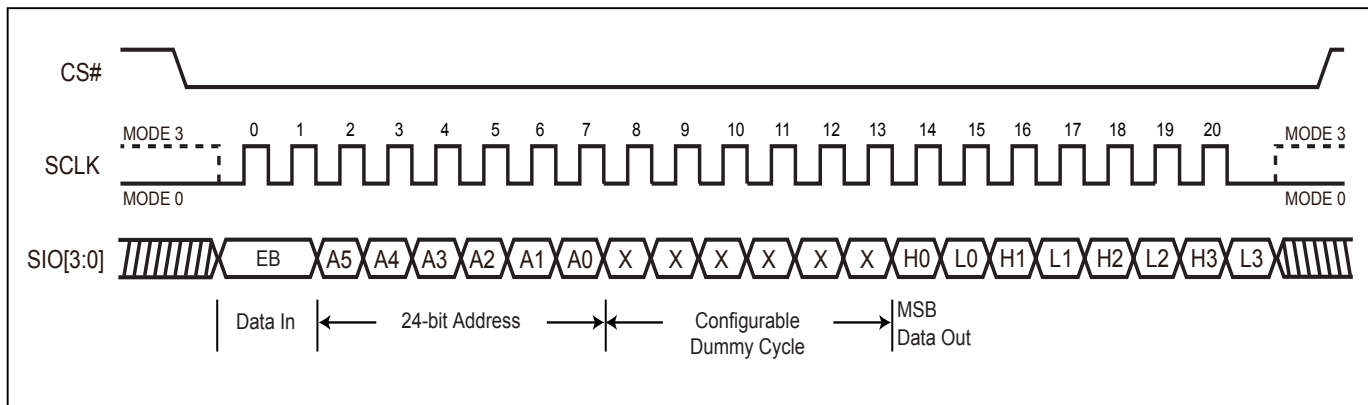 CS#
MODE 3
0 1 2 3 4 5 6 7 8 9 10 11 12 13 14 15 16 17 18 19 20
MODE 3
SCLK
MODE 0
MODE 0
SIO[3:0]
EB A5 A4 A3 A2 A1 A0 X X X X X X H0 L0 H1 L1 H2 L2 H3 L3
Data In
24-bit Address
Configurable
Dummy Cycle
MSB
Data Out